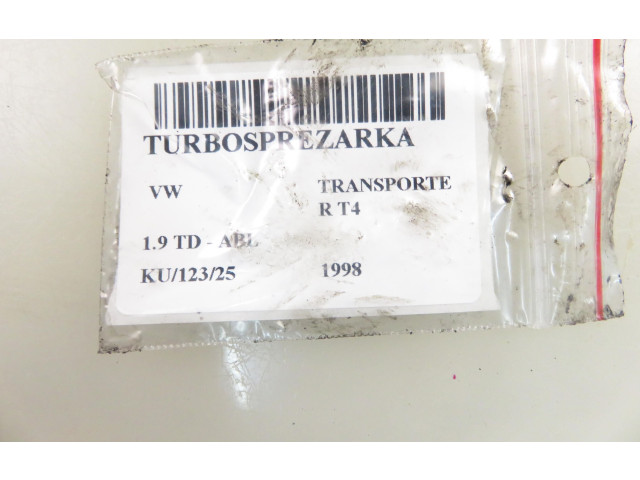 TURBOSPREZARKA
VW TRANSPORTE
R T4
1.9 TD - ABL
KU/123/25 1998